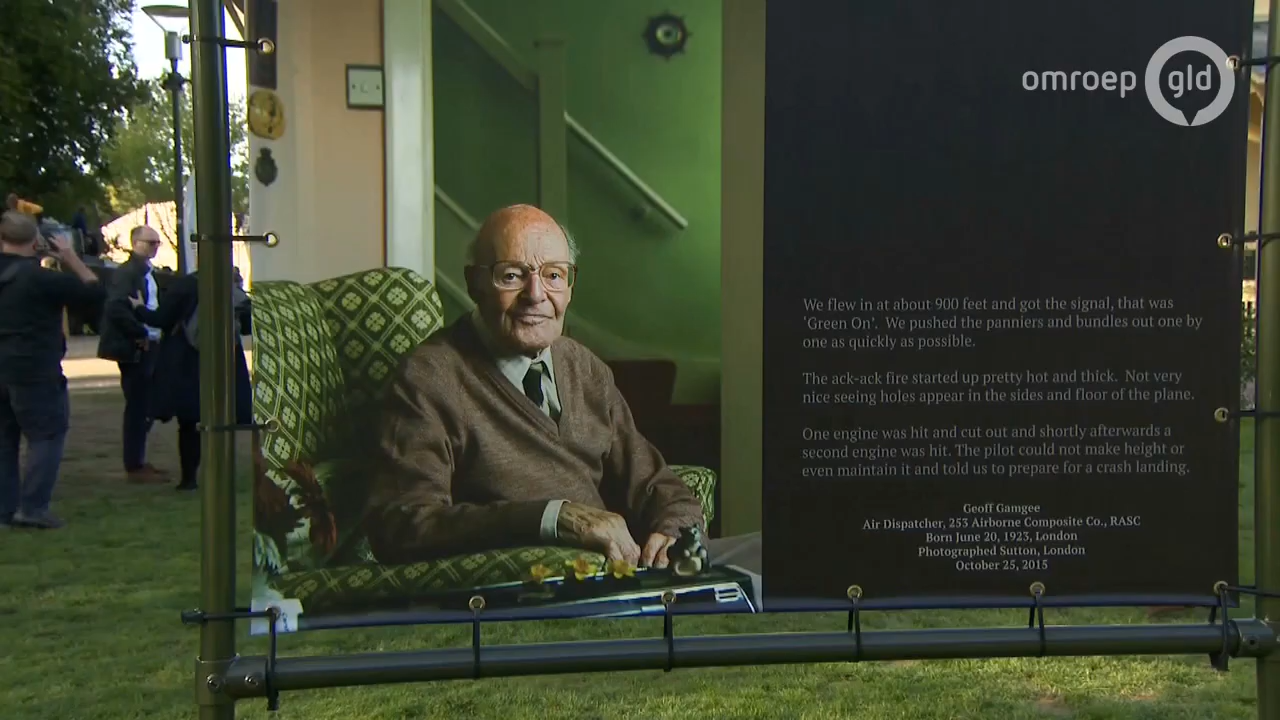 omroep gld
We flew in at about 900 feet and got the signal, that was
'Green On'. We pushed the panniers and bundles out one by
one as quickly as possible.
The ack-ack fire started up pretty hot and thick. Not very
nice seeing holes appear in the sides and floor of the plane.
One engine was hit and cut out and shortly afterwards a
second engine was hit. The pilot could not make height or
even maintain it and told us to prepare for a crash landing.
Geoff Gamgee
Air Dispatcher, 253 Airborne Composite Co., RASC
Born June 20, 1923, London
Photographed Sutton, London
October 25, 2015